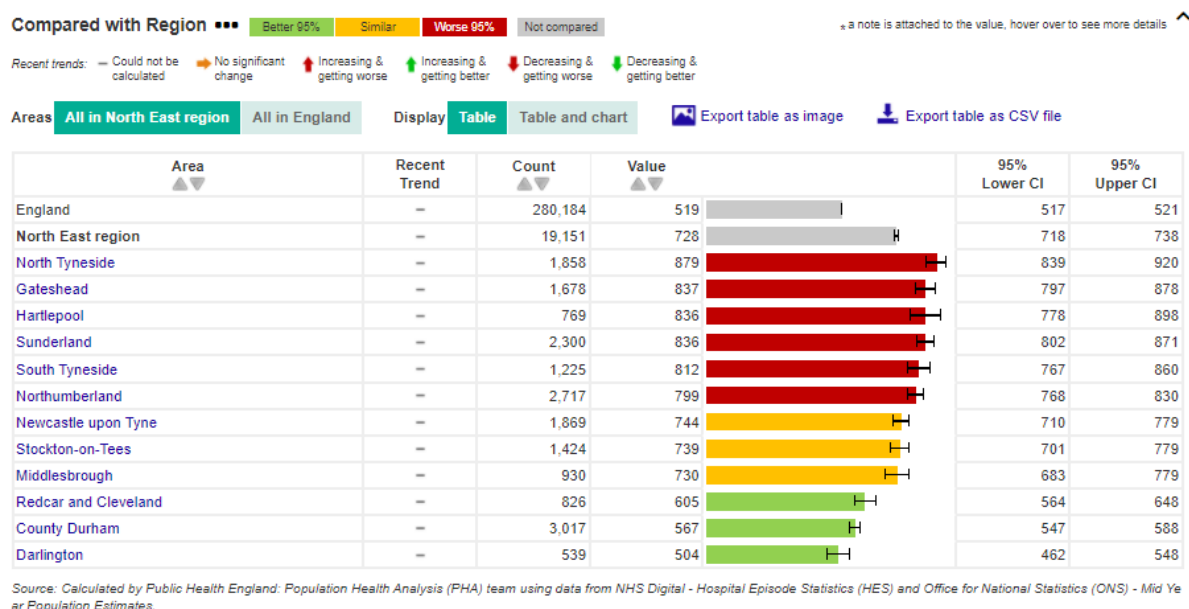 Compared with Region ••• Better 95% Similar Worse 95% Not compared * a note is attached to the value, hover over to see more details
Recent trends: – Could not be calculated No significant change Increasing & getting worse Increasing & getting better Decreasing & getting worse Decreasing & getting better
Areas All in North East region All in England Display Table Table and chart Export table as image Export table as CSV file
Area Recent Trend Count Value 95% Lower CI 95% Upper CI
England – 280,184 519 517 521
North East region – 19,151 728 718 738
North Tyneside – 1,858 879 839 920
Gateshead – 1,678 837 797 878
Hartlepool – 769 836 778 898
Sunderland – 2,300 836 802 871
South Tyneside – 1,225 812 767 860
Northumberland – 2,717 799 768 830
Newcastle upon Tyne – 1,869 744 710 779
Stockton-on-Tees – 1,424 739 701 779
Middlesbrough – 930 730 683 779
Redcar and Cleveland – 826 605 564 648
County Durham – 3,017 567 547 588
Darlington – 539 504 462 548
Source: Calculated by Public Health England: Population Health Analysis (PHA) team using data from NHS Digital - Hospital Episode Statistics (HES) and Office for National Statistics (ONS) - Mid Ye
ar Population Estimates